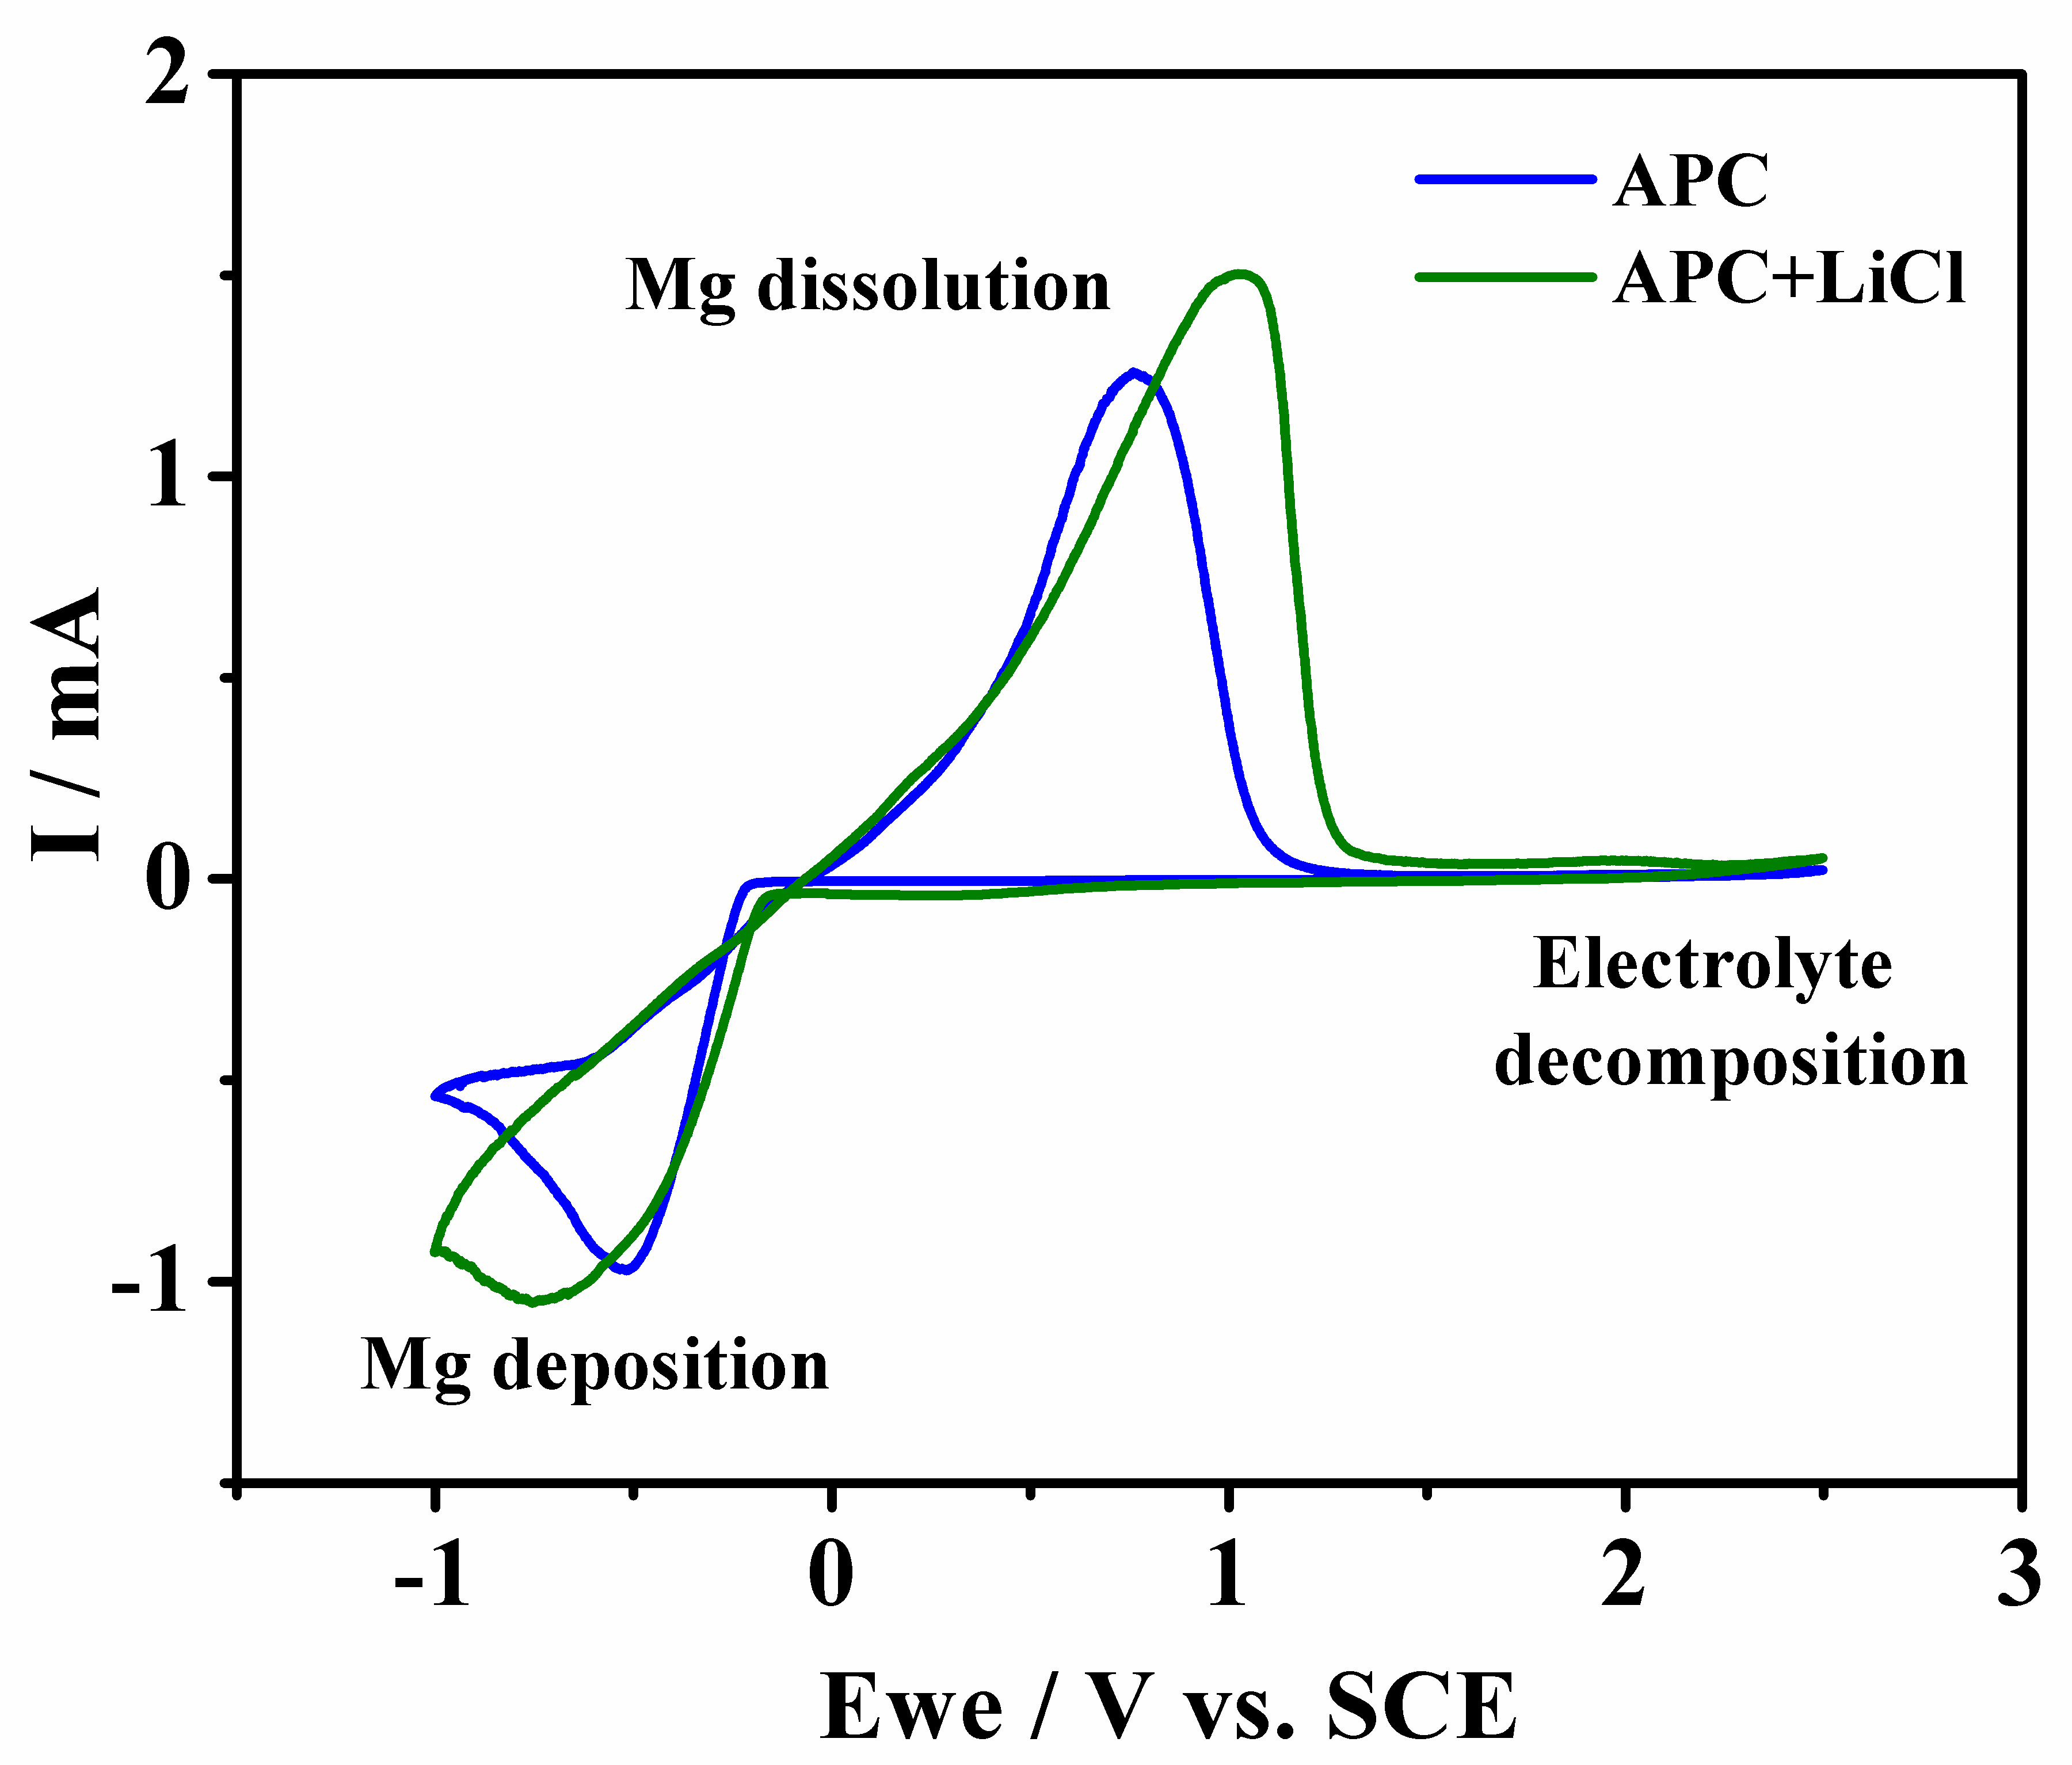 2
APC
Mg dissolution
APC+LiCl
1
I / mA
0
Electrolyte
decomposition
-1
Mg deposition
-1 0 1 2 3
Ewe / V vs. SCE